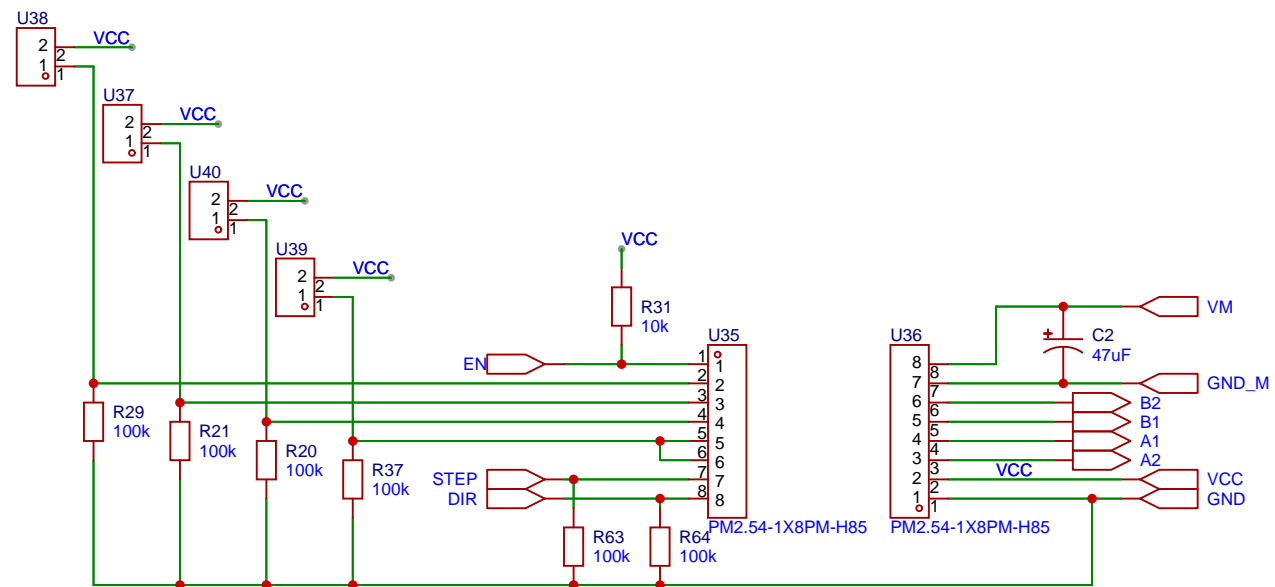 U38
2
1
2
1
VCC
U37
2
1
2
1
VCC
U40
2
1
2
1
VCC
U39
2
1
2
1
VCC
VCC
R31
10k
EN
U35
1
2
3
4
5
6
7
8
1
2
3
4
5
6
7
8
PM2.54-1X8PM-H85
STEP
DIR
R29
100k
R21
100k
R20
100k
R37
100k
R63
100k
R64
100k
U36
8
7
6
5
4
3
2
1
8
7
6
5
4
3
2
1
PM2.54-1X8PM-H85
VCC
+
C2
47uF
VM
GND_M
B2
B1
A1
A2
VCC
GND